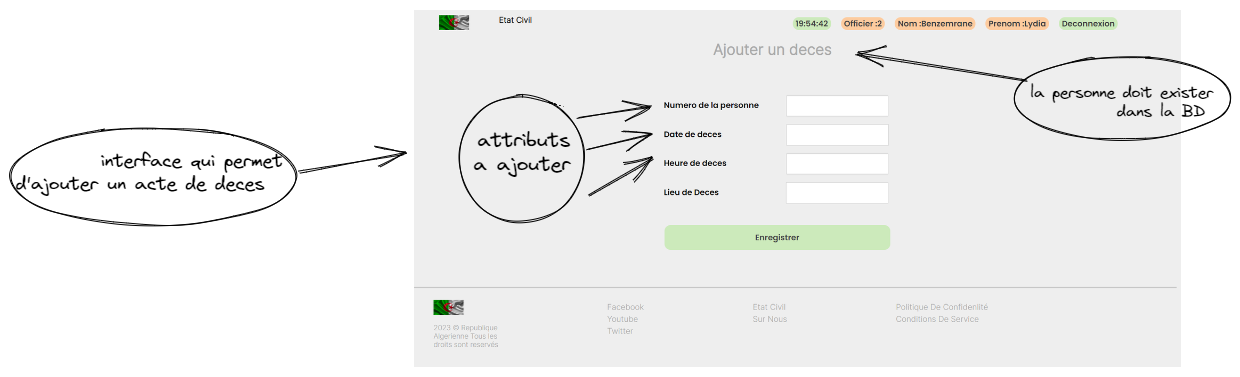 Etat Civil
19:54:42
Officier :2
Nom :Benzemrane
Prenom :Lydia
Deconnexion
Ajouter un deces
la personne doit exister
dans la BD
interface qui permet
d'ajouter un acte de deces
attributs
a ajouter
Numero de la personne
Date de deces
Heure de deces
Lieu de Deces
Enregistrer
2023 © Republique
Algerienne Tous les
droits sont reservés
Facebook
Youtube
Twitter
Etat Civil
Sur Nous
Politique De Confidenilté
Conditions De Service